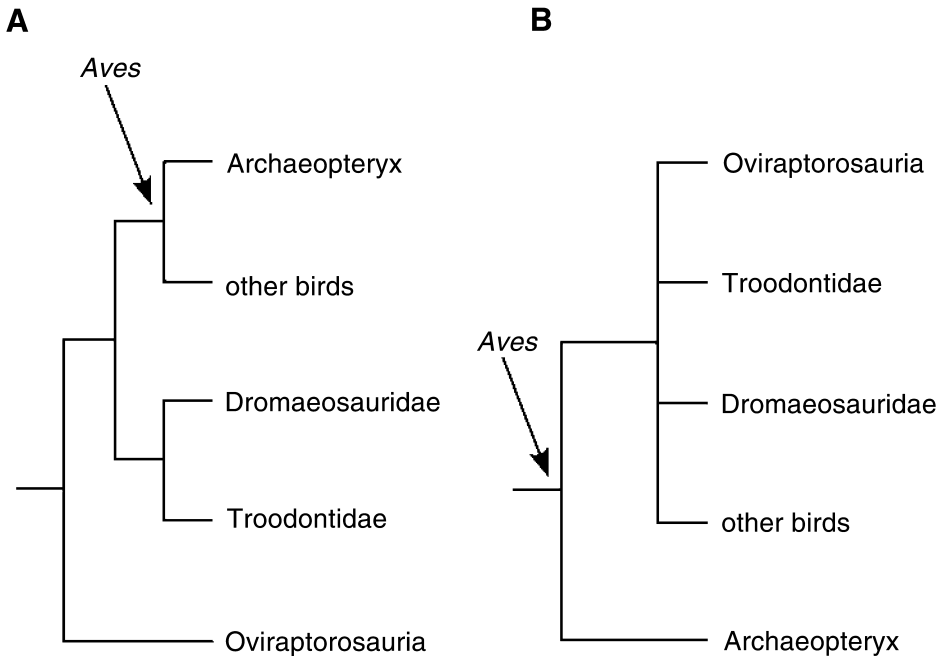 A
Aves
Archaeopteryx
other birds
Dromaeosauridae
Troodontidae
Oviraptorosauria
B
Oviraptorosauria
Troodontidae
Aves
Dromaeosauridae
other birds
Archaeopteryx